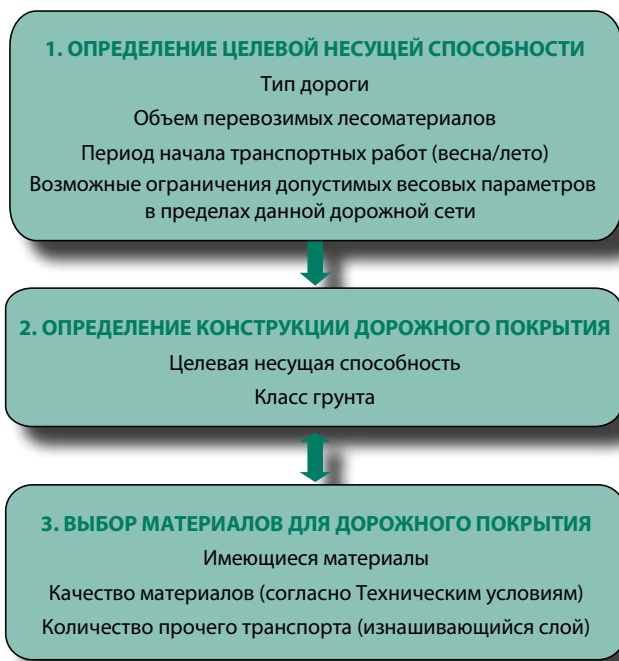 1. ОПРЕДЕЛЕНИЕ ЦЕЛЕВОЙ НЕСУЩЕЙ СПОСОБНОСТИ
Тип дороги
Объем перевозимых лесоматериалов
Период начала транспортных работ (весна/лето)
Возможные ограничения допустимых весовых параметров
в пределах данной дорожной сети
2. ОПРЕДЕЛЕНИЕ КОНСТРУКЦИИ ДОРОЖНОГО ПОКРЫТИЯ
Целевая несущая способность
Класс грунта
3. ВЫБОР МАТЕРИАЛОВ ДЛЯ ДОРОЖНОГО ПОКРЫТИЯ
Имеющиеся материалы
Качество материалов (согласно Техническим условиям)
Количество прочего транспорта (изнашивающийся слой)